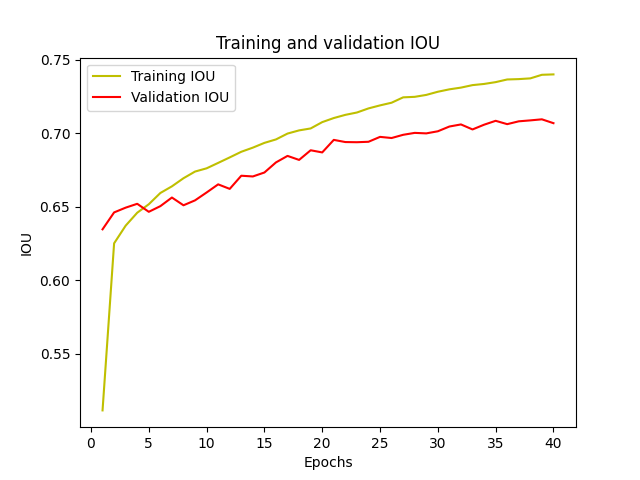 Training and validation IOU
0.75
0.70
0.65
0.60
0.55
IOU
Training IOU
Validation IOU
0 5 10 15 20 25 30 35 40
Epochs